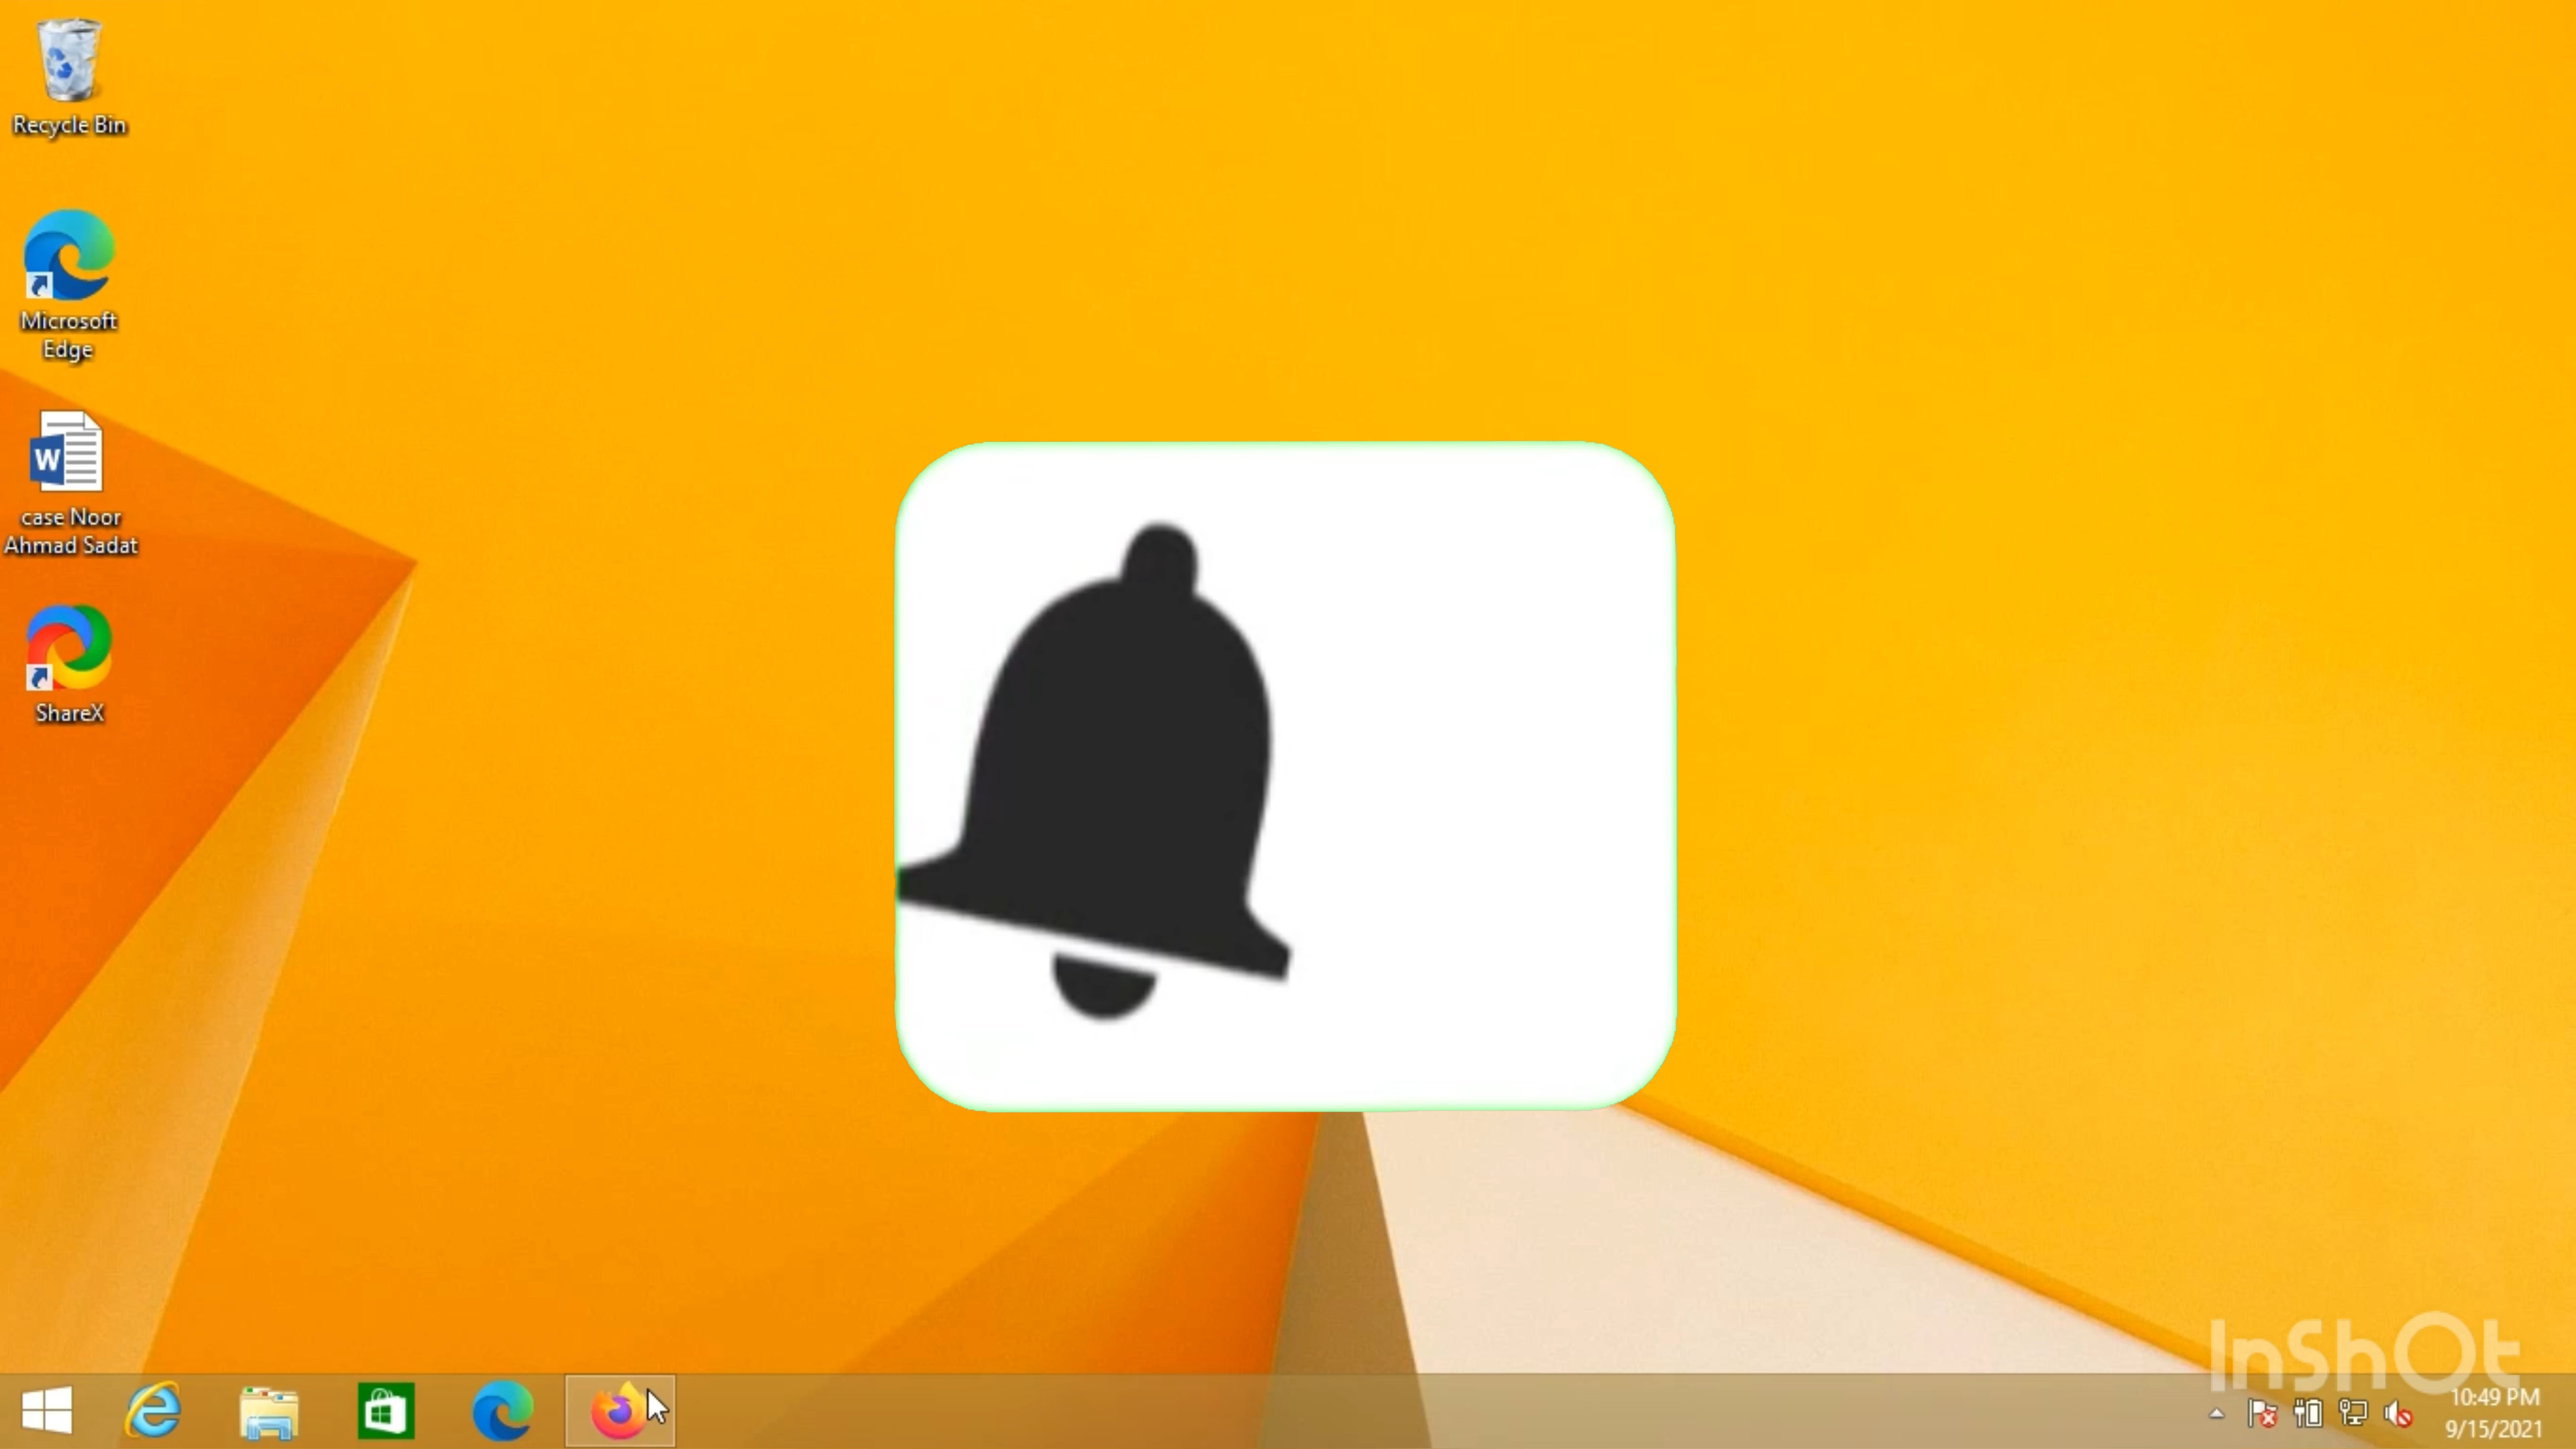 Recycle Bin
Microsoft
Edge
W
case Noor
Ahmad Sadat
ShareX
InShOt
10:49 PM
9/15/2021